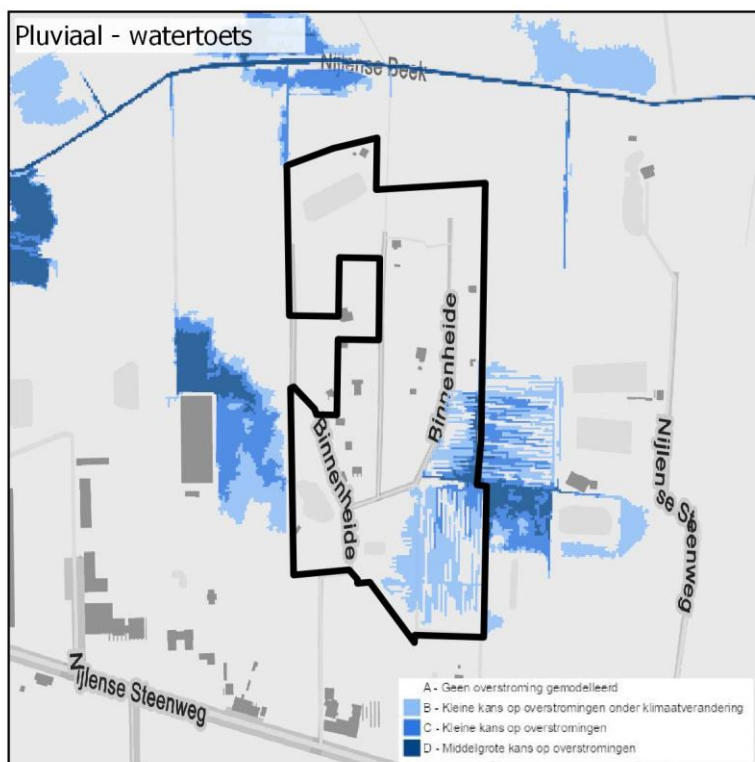 Pluviaal - watertoets
Nijlense Beek
Binnenheide
Binnenheide
Binnenheide
Nijlense Steenweg
Nijlense Steenweg
A - Geen overstroming gemodelleerd
B - Kleine kans op overstromingen onder klimaatverandering
C - Kleine kans op overstromingen
D - Middelgrote kans op overstromingen